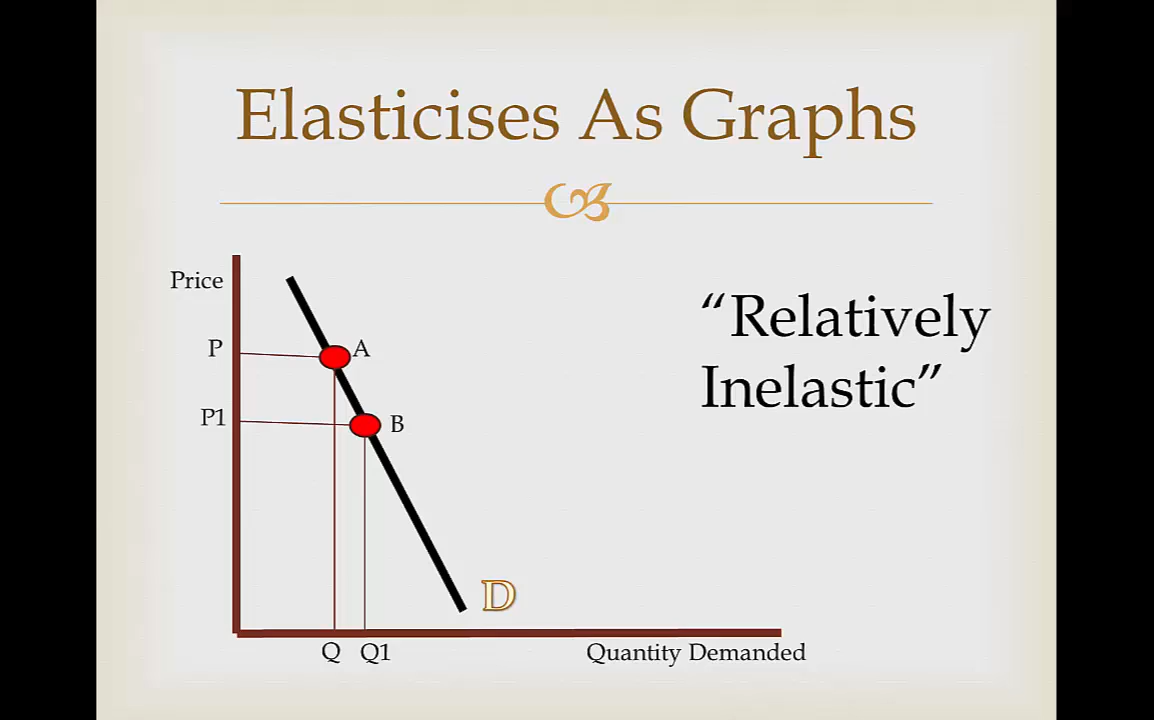 Elasticises As Graphs
Price
"Relatively
Inelastic"
P
A
P1
B
D
Q
Q1
Quantity Demanded